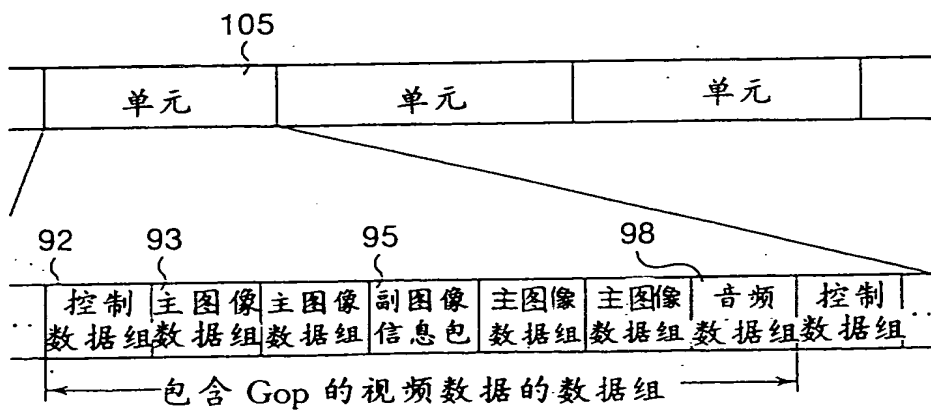 105
单元 单元 单元
92 93 95 98
控制 主图像 主图像 副图像 主图像 主图像 音频 控制
‥ 数据组 数据组 数据组 信息包 数据组 数据组 数据组 数据组 ‥
包含 Gop 的视频数据的数据组